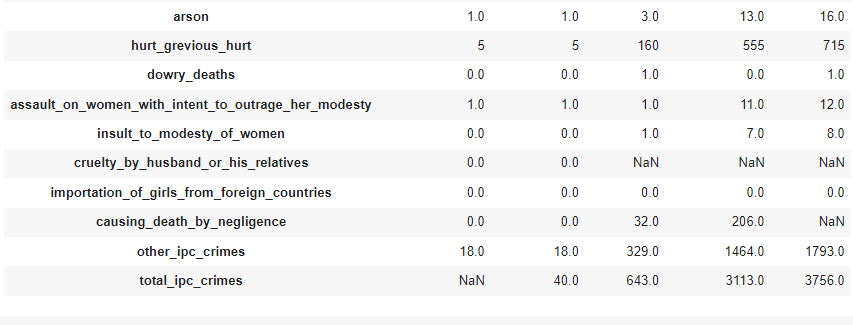 arson 1.0 1.0 3.0 13.0 16.0
hurt_grevious_hurt 5 5 160 555 715
dowry_deaths 0.0 0.0 1.0 0.0 1.0
assault_on_women_with_intent_to_outrage_her_modesty 1.0 1.0 1.0 11.0 12.0
insult_to_modesty_of_women 0.0 0.0 1.0 7.0 8.0
cruelty_by_husband_or_his_relatives 0.0 0.0 NaN NaN NaN
importation_of_girls_from_foreign_countries 0.0 0.0 0.0 0.0 0.0
causing_death_by_negligence 0.0 0.0 32.0 206.0 NaN
other_ipc_crimes 18.0 18.0 329.0 1464.0 1793.0
total_ipc_crimes NaN 40.0 643.0 3113.0 3756.0